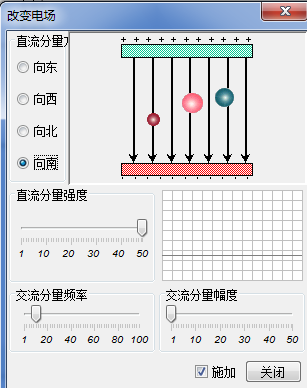 改变电场
直流分量方
+ + + + + + + + + + + +
向东
向西
向北
向南
- - - - - - - - - - - -
直流分量强度
1 10 20 30 40 50
交流分量频率
1 20 40 60 80 100
交流分量幅度
1 10 20 30 40 50
施加
关闭